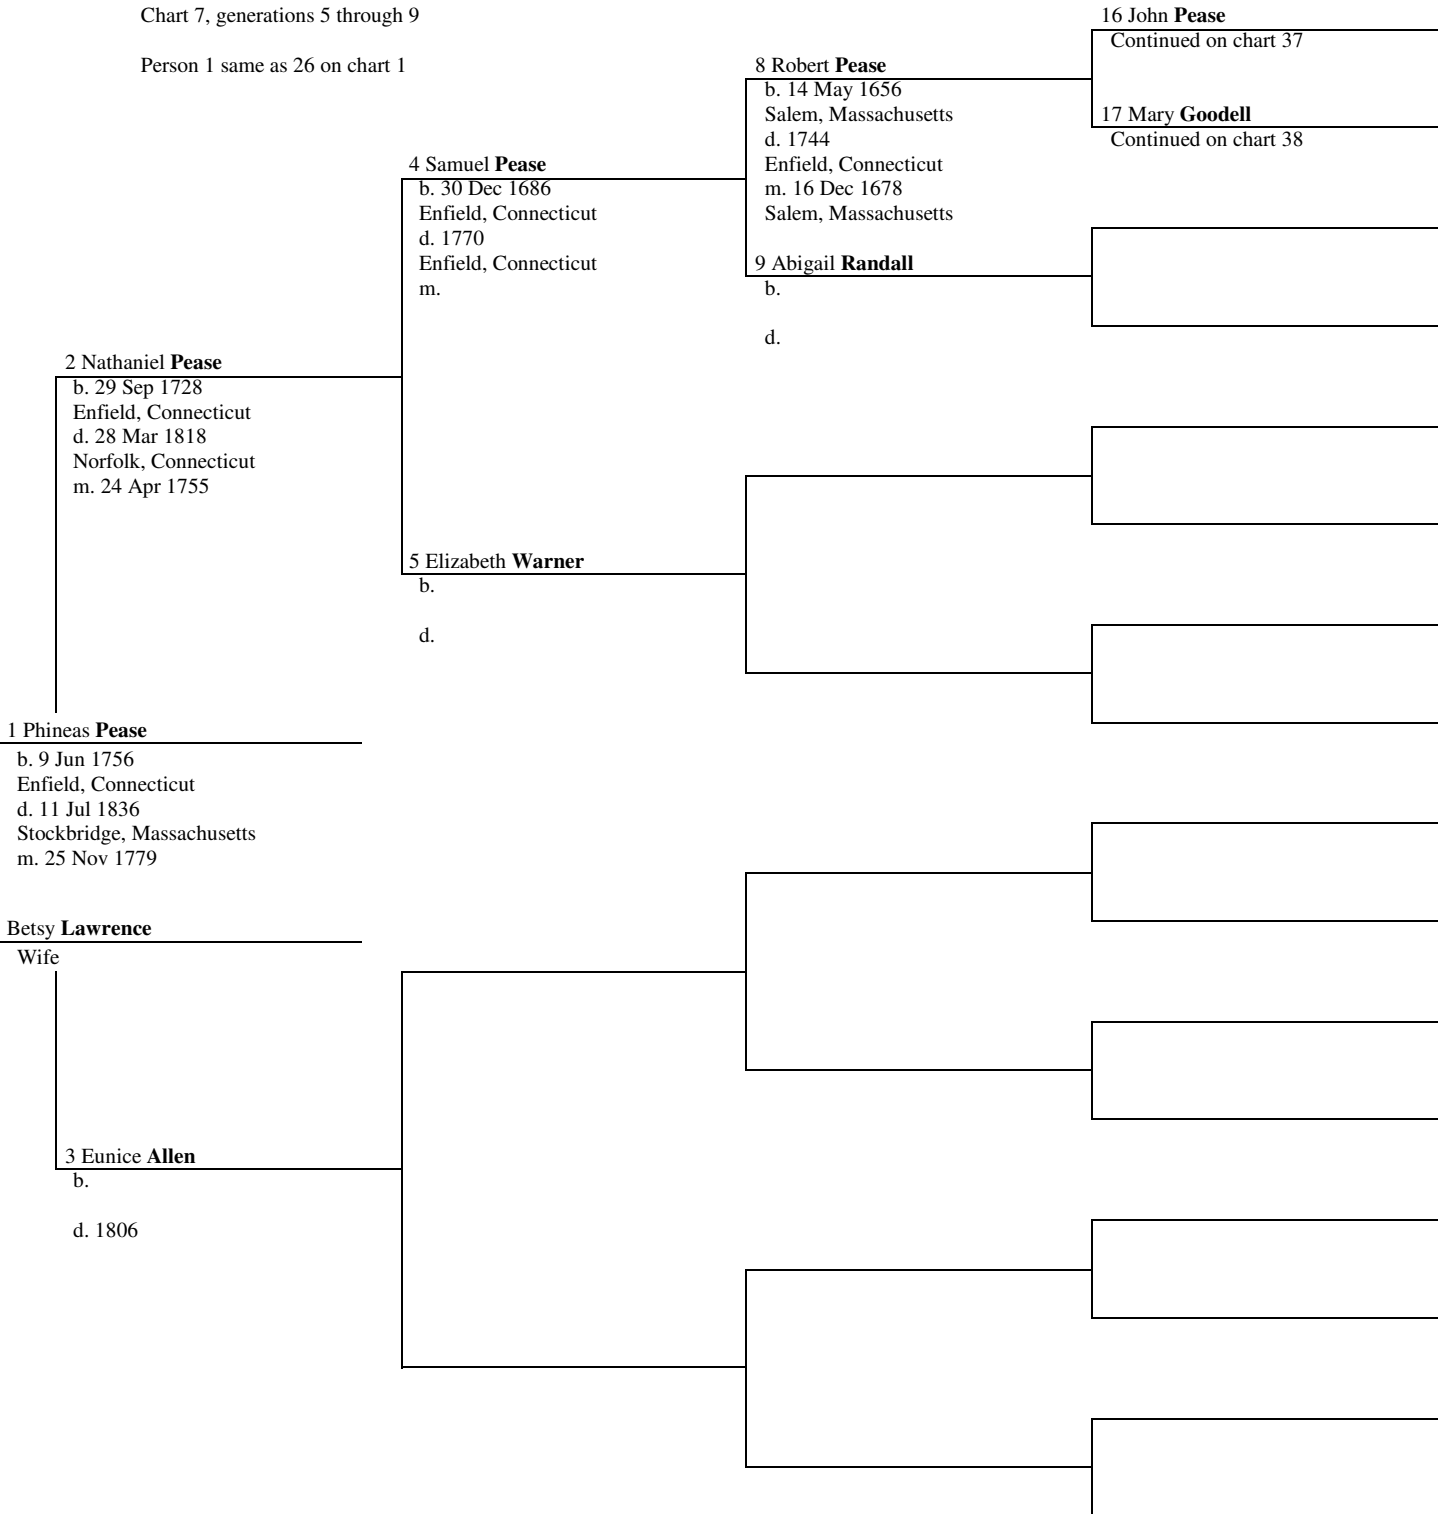 Chart 7, generations 5 through 9
Person 1 same as 26 on chart 1
16 John Pease
Continued on chart 37
8 Robert Pease
b. 14 May 1656
Salem, Massachusetts
d. 1744
Enfield, Connecticut
m. 16 Dec 1678
Salem, Massachusetts
17 Mary Goodell
Continued on chart 38
4 Samuel Pease
b. 30 Dec 1686
Enfield, Connecticut
d. 1770
Enfield, Connecticut
m.
9 Abigail Randall
b.
d.
2 Nathaniel Pease
b. 29 Sep 1728
Enfield, Connecticut
d. 28 Mar 1818
Norfolk, Connecticut
m. 24 Apr 1755
5 Elizabeth Warner
b.
d.
1 Phineas Pease
b. 9 Jun 1756
Enfield, Connecticut
d. 11 Jul 1836
Stockbridge, Massachusetts
m. 25 Nov 1779
Betsy Lawrence
Wife
3 Eunice Allen
b.
d. 1806